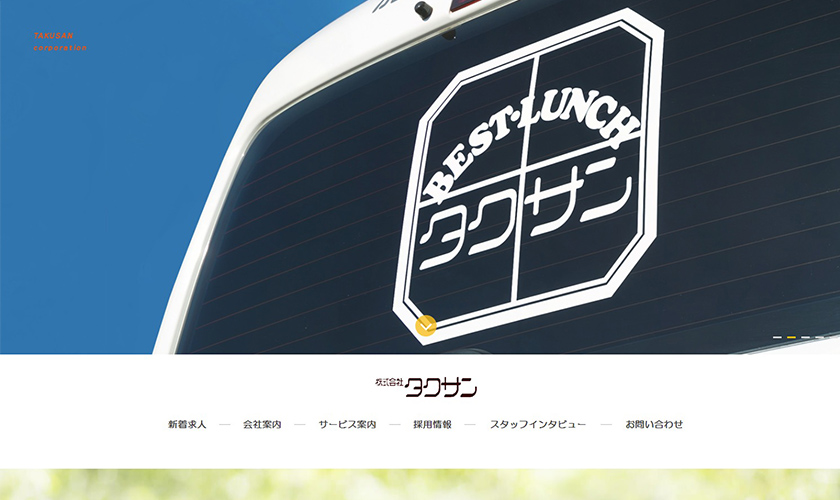 TAKUSAN
corporation
BEST・LUNCH
タクサン
株式会社タクサン
新着求人 会社案内 サービス案内 採用情報 スタッフインタビュー お問い合わせ